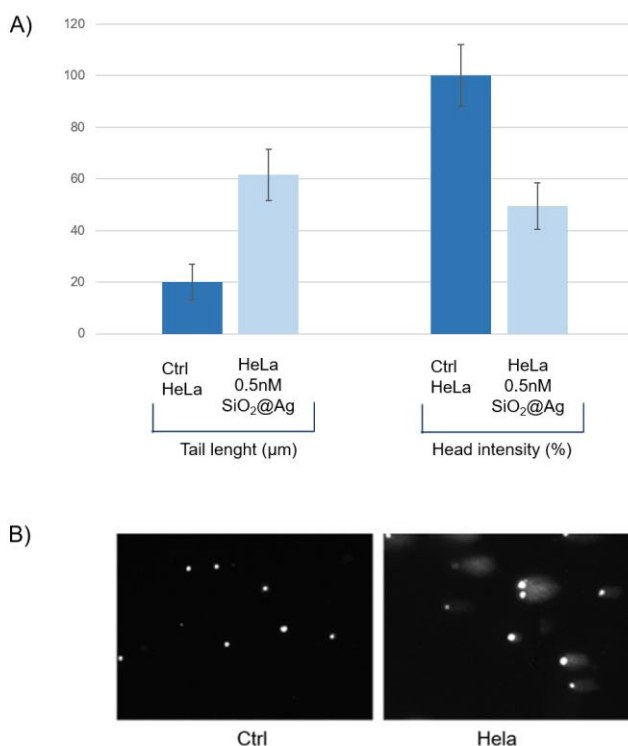 A)
120
100
80
60
40
20
0
Ctrl
HeLa
HeLa
0.5nM
SiO₂@Ag
Ctrl
HeLa
HeLa
0.5nM
SiO₂@Ag
Tail lenght (µm)
Head intensity (%)
B)
Ctrl
Hela